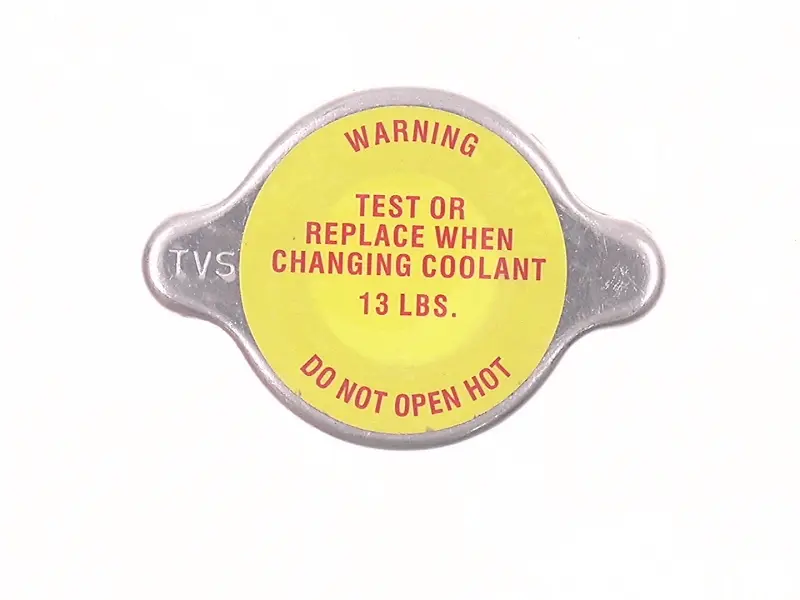 WARNING
TEST OR
REPLACE WHEN
CHANGING COOLANT
13 LBS.
DO NOT OPEN HOT
TVS